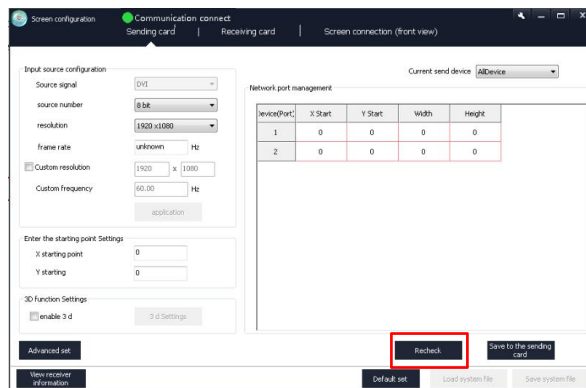 Screen configuration
Communication connect
Sending card | Receiving card | Screen connection (front view)
Current send device AllDevice
Input source configuration
Source signal DVI
source number 8 bit
resolution 1920 x1080
frame rate unknown Hz
Custom resolution 1920 x 1080
Custom frequency 60.00 Hz
application
Enter the starting point Settings
X starting point 0
Y starting 0
3D function Settings
enable 3 d 3 d Settings
Network port management
Device(Port) X Start Y Start Width Height
1 0 0 0 0
2 0 0 0 0
Advanced set
Recheck
Save to the sending
card
View receiver
information
Default set
Load system file
Save system file